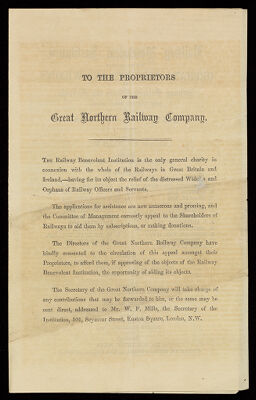 TO THE PROPRIETORS
OF THE
Great Northern Railway Company.
THE Railway Benevolent Institution is the only general charity in
connexion with the whole of the Railways in Great Britain and
Ireland,—having for its object the relief of the distressed Widows and
Orphans of Railway Officers and Servants.
The applications for assistance are now numerous and pressing, and
the Committee of Management earnestly appeal to the Shareholders of
Railways to aid them by subscriptions, or making donations.
The Directors of the Great Northern Railway Company have
kindly consented to the circulation of this appeal amongst their
Proprietors, to afford them, if approving of the objects of the Railway
Benevolent Institution, the opportunity of aiding its objects.
The Secretary of the Great Northern Company will take charge of
any contributions that may be forwarded to him, or the same may be
sent direct, addressed to Mr. W. F. Mills, the Secretary of the
Institution, 104, Seymour Street, Euston Square, London, N.W.